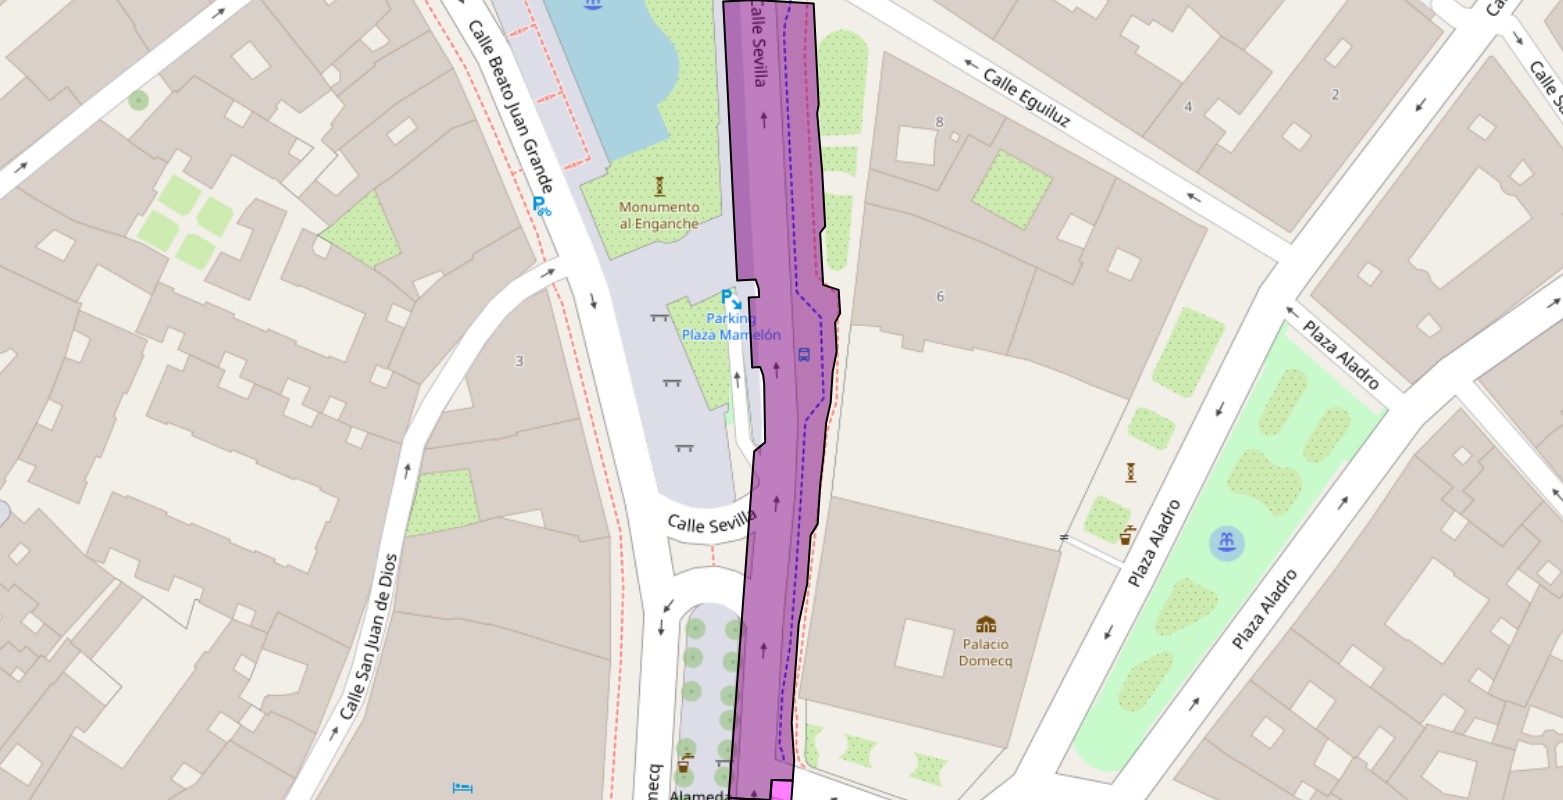 Calle Beato Juan Grande
Calle Sevilla
Calle Eguiluz
2
4
8
Monumento
al Enganche
6
Parking
Plaza Mamelón
3
Plaza Aladro
Calle Sevilla
Plaza Aladro
Plaza Aladro
Calle San Juan de Dios
Palacio
Domecq
Alameda